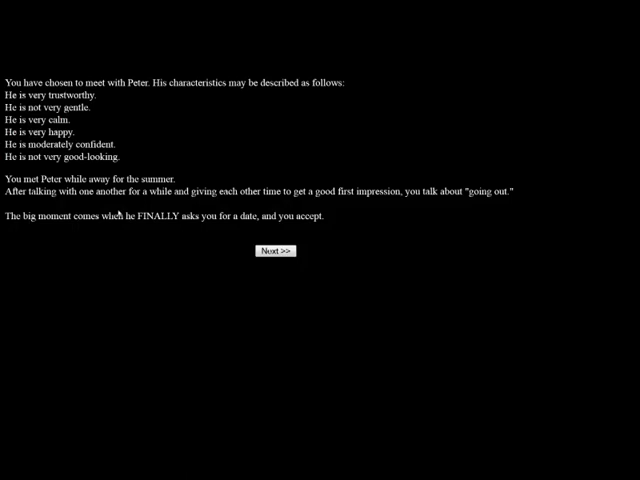 You have chosen to meet with Peter. His characteristics may be described as follows:
He is very trustworthy.
He is not very gentle.
He is very calm.
He is very happy.
He is moderately confident.
He is not very good-looking.
You met Peter while away for the summer.
After talking with one another for a while and giving each other time to get a good first impression, you talk about "going out."
The big moment comes when he FINALLY asks you for a date, and you accept.
Next >>